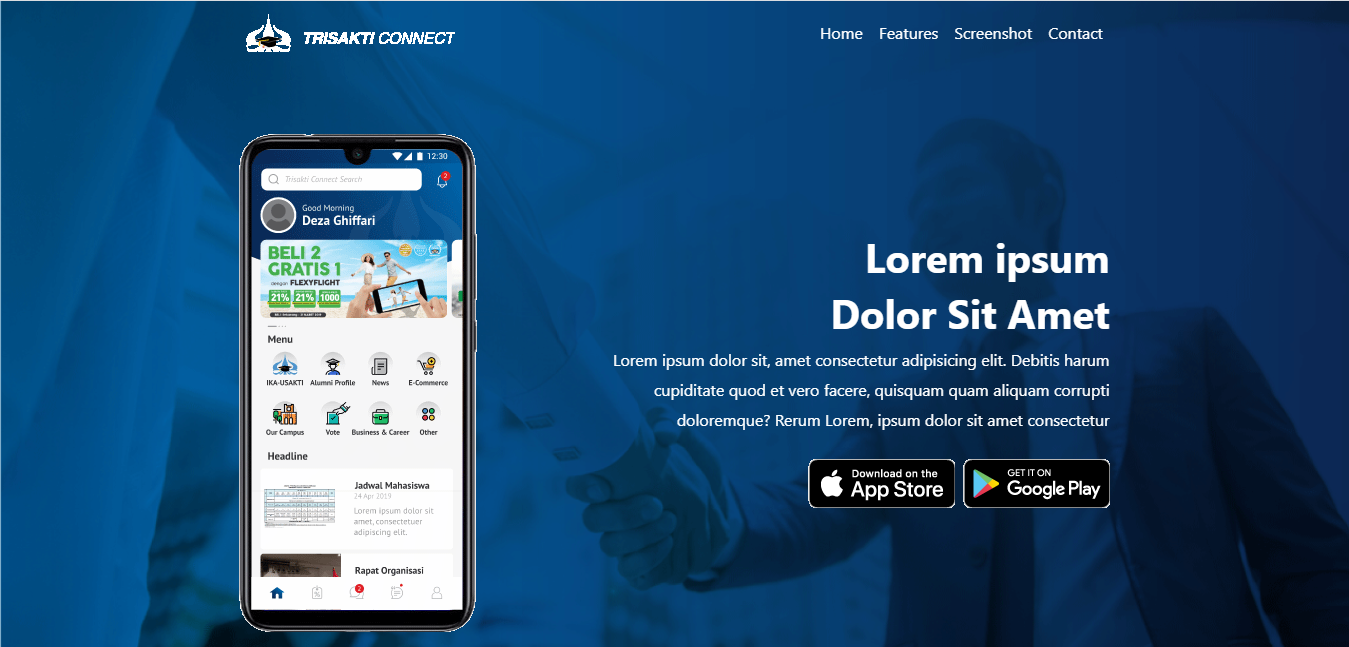 TRISAKTI CONNECT
Home Features Screenshot Contact
12:30
Trisakti Connect Search
2
Good Morning
Deza Ghiffari
BELI 2
GRATIS 1
dengan FLEXYFLIGHT
21% 21% 1000
Menu
IKA-USAKTI Alumni Profile News E-Commerce
Our Campus Vote Business & Career Other
Headline
Jadwal Mahasiswa
24 Apr 2019
Lorem ipsum dolor sit
amet, consectetuer
adipiscing elit.
Rapat Organisasi
2
Lorem ipsum
Dolor Sit Amet
Lorem ipsum dolor sit, amet consectetur adipisicing elit. Debitis harum
cupiditate quod et vero facere, quisquam quam aliquam corrupti
doloremque? Rerum Lorem, ipsum dolor sit amet consectetur
Download on the
App Store
GET IT ON
Google Play